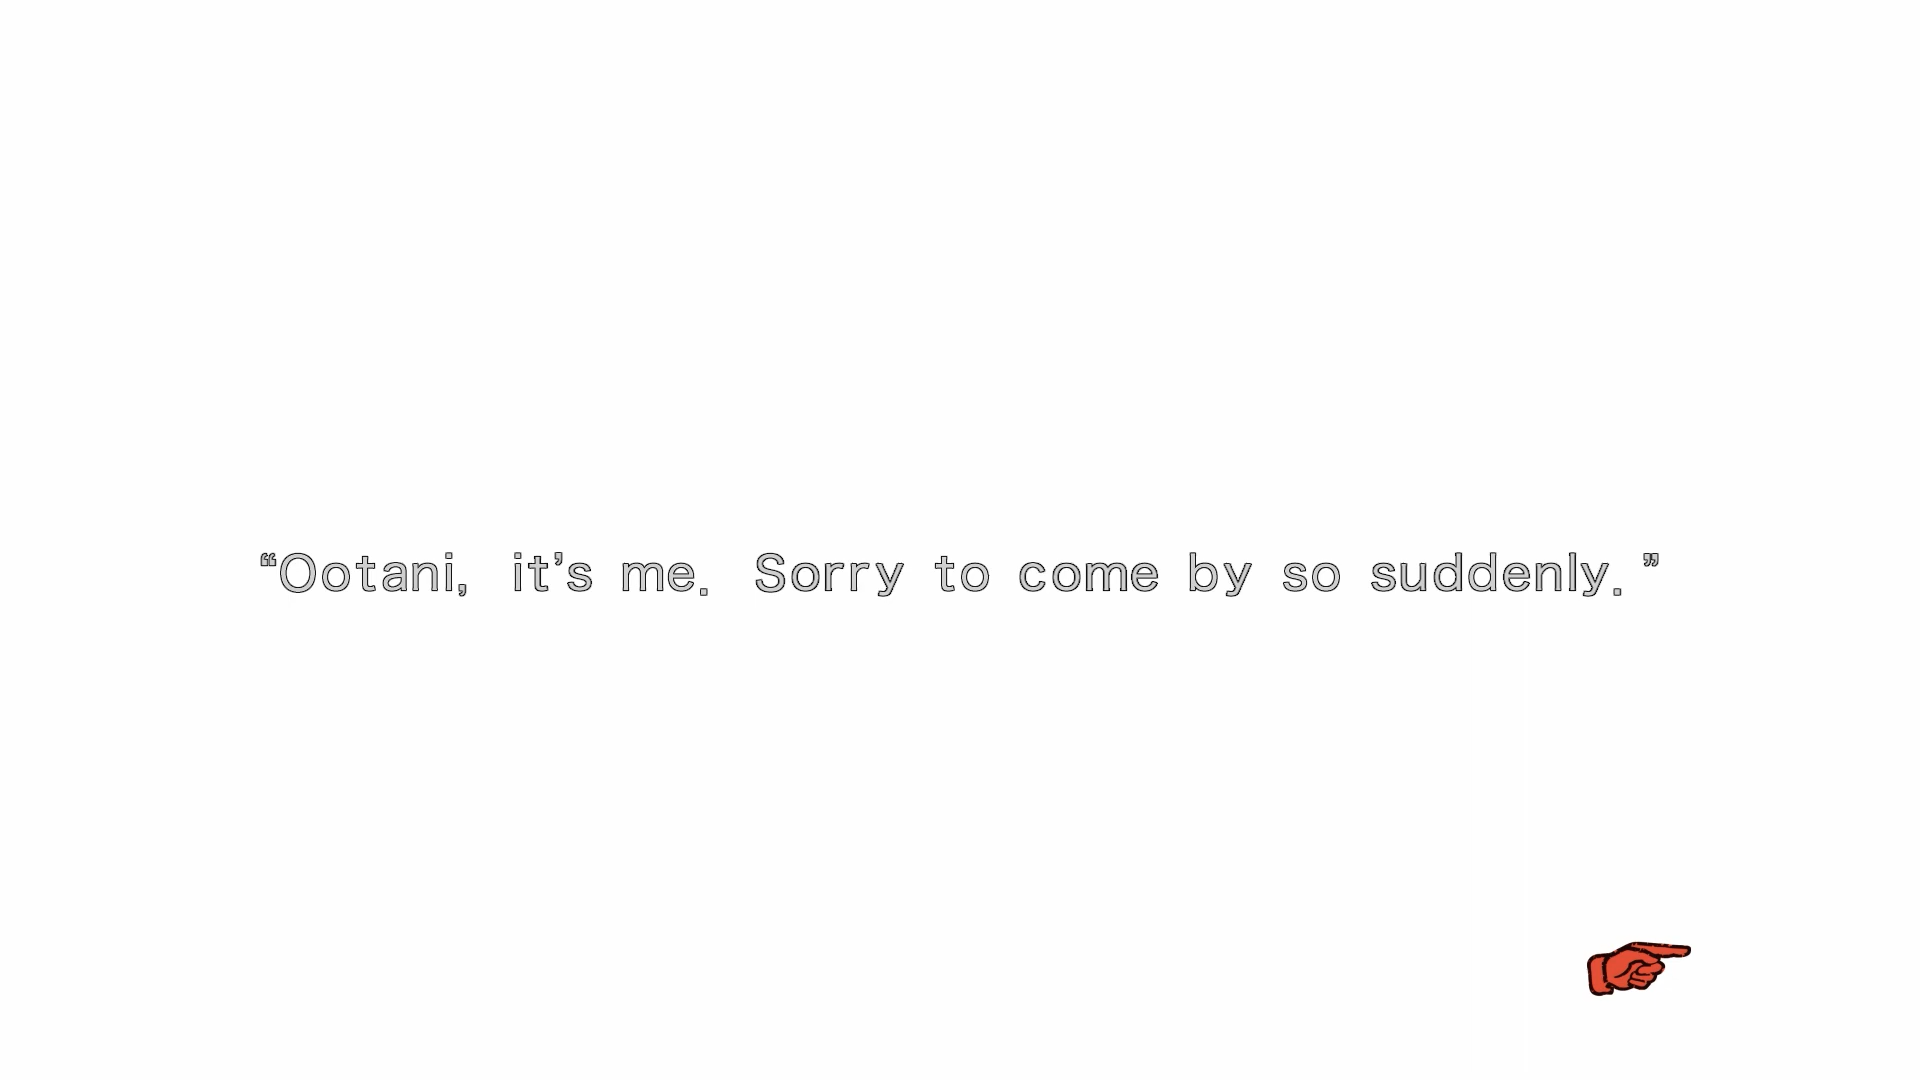 “Ootani, it’s me. Sorry to come by so suddenly.”